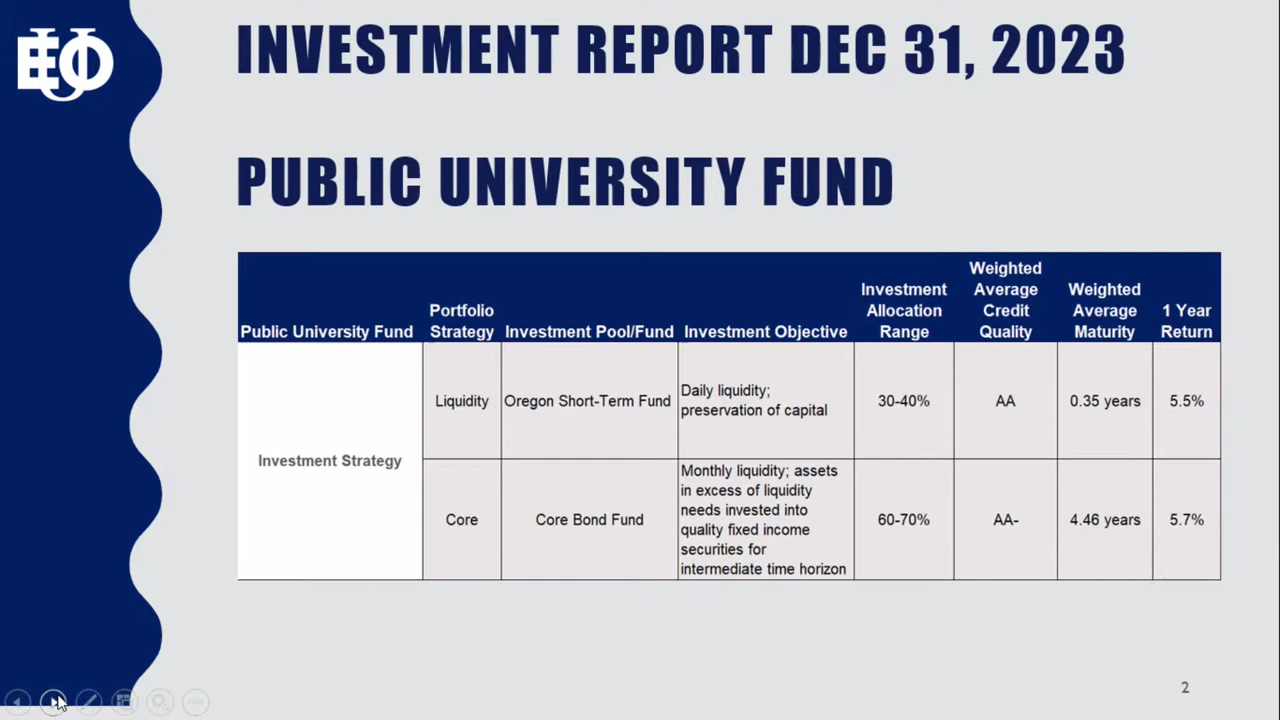 EOU
INVESTMENT REPORT DEC 31, 2023
PUBLIC UNIVERSITY FUND
Public University Fund
Portfolio
Strategy
Investment Pool/Fund
Investment Objective
Investment
Allocation
Range
Weighted
Average
Credit
Quality
Weighted
Average
Maturity
1 Year
Return
Investment Strategy
Liquidity
Oregon Short-Term Fund
Daily liquidity;
preservation of capital
30-40%
AA
0.35 years
5.5%
Core
Core Bond Fund
Monthly liquidity; assets
in excess of liquidity
needs invested into
quality fixed income
securities for
intermediate time horizon
60-70%
AA-
4.46 years
5.7%
2